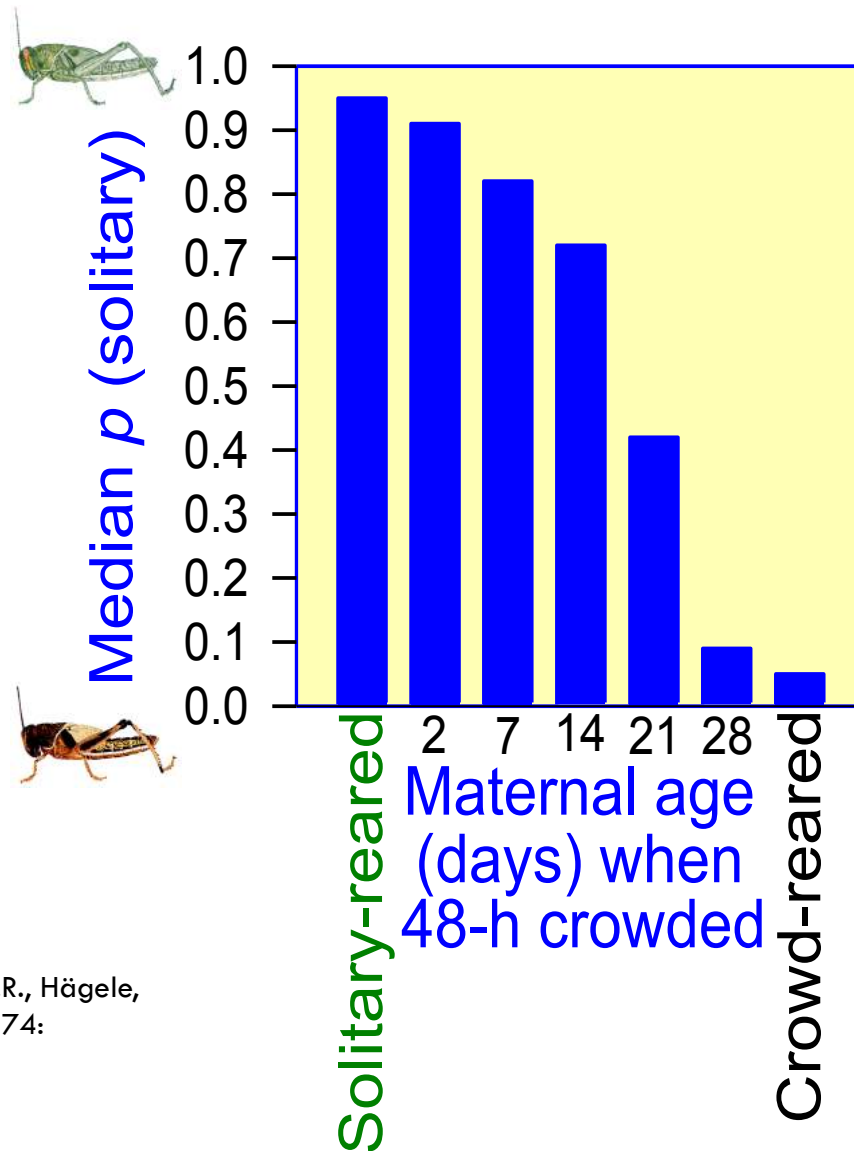 Median p (solitary)
1.0
0.9
0.8
0.7
0.6
0.5
0.4
0.3
0.2
0.1
0.0
Solitary-reared
2 7 14 21 28
Maternal age
(days) when
48-h crowded
Crowd-reared
R., Hägele,
74: